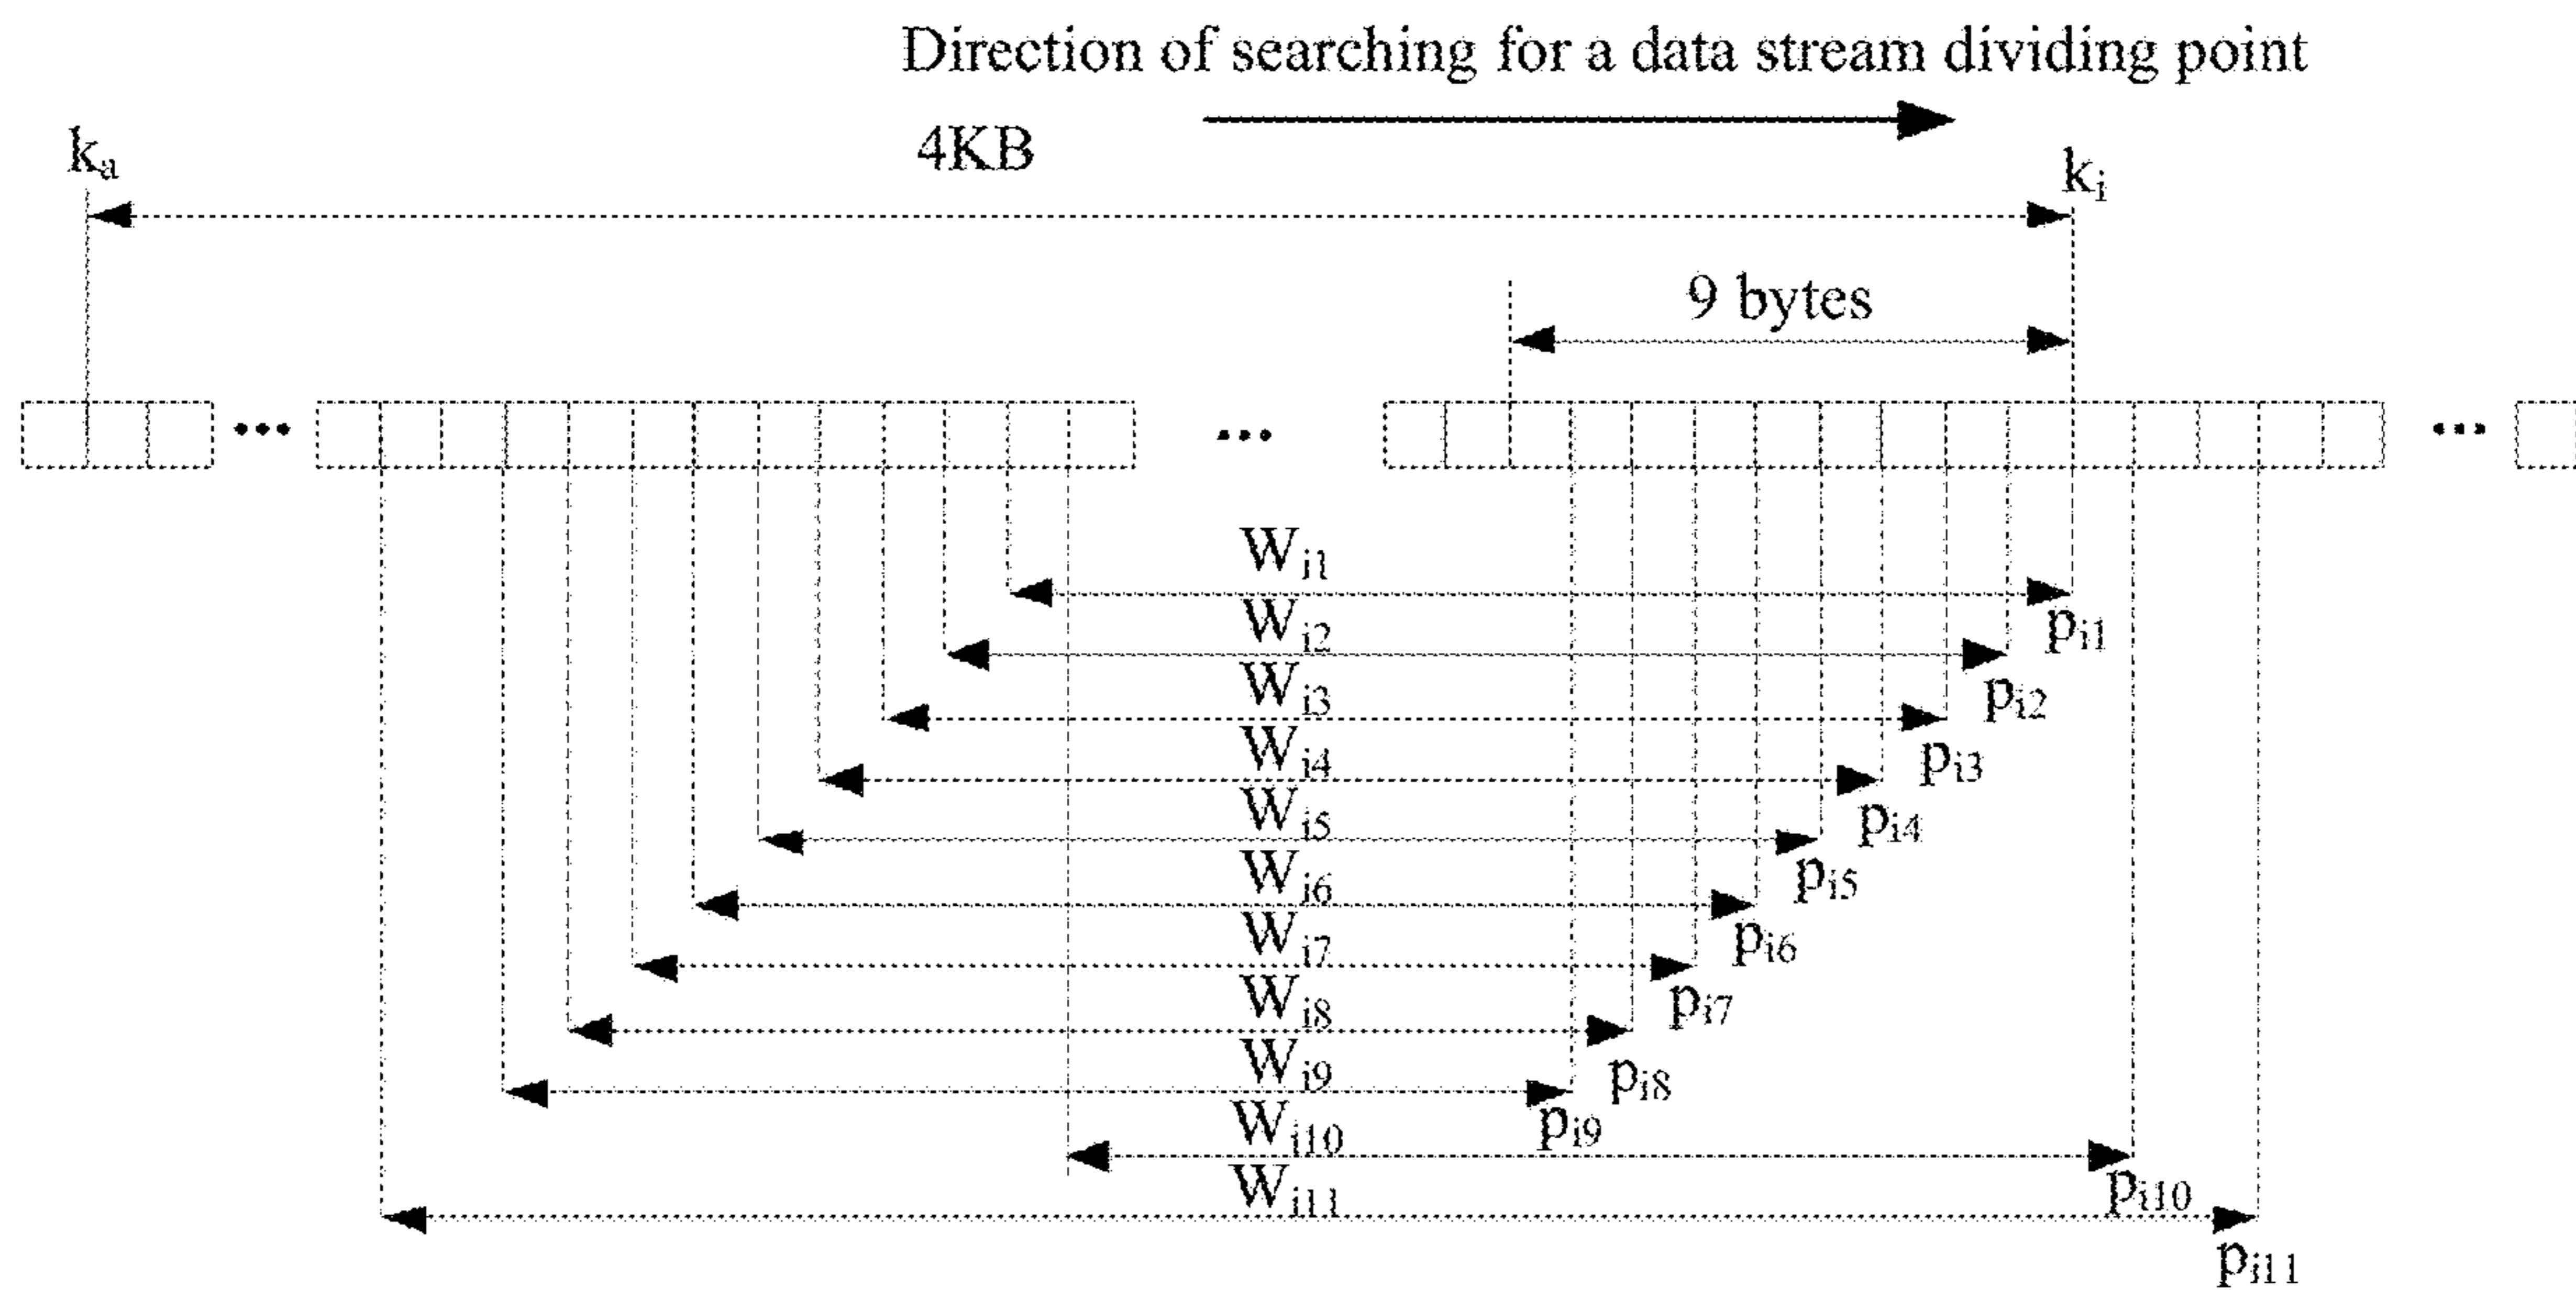 Direction of searching for a data stream dividing point
4KB
kₐ
kᵢ
9 bytes
•••
•••
•••
Wi1
pi1
Wi2
pi2
Wi3
pi3
Wi4
pi4
Wi5
pi5
Wi6
pi6
Wi7
pi7
Wi8
pi8
Wi9
pi9
Wi10
pi10
Wi11
pi11